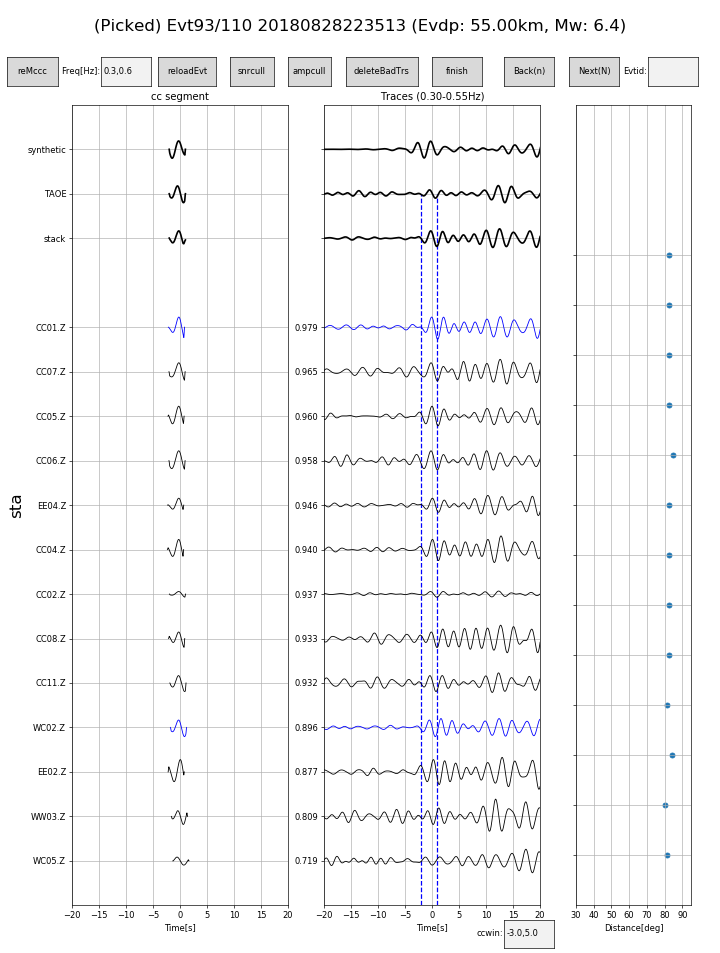 (Picked) Evt93/110 20180828223513 (Evdp: 55.00km, Mw: 6.4)
reMccc Freq[Hz]: 0.3,0.6 reloadEvt snrcull ampcull deleteBadTrs finish Back(n) Next(N) Evtid:
cc segment Traces (0.30-0.55Hz)
synthetic
TAOE
stack
CC01.Z 0.979
CC07.Z 0.965
CC05.Z 0.960
CC06.Z 0.958
EE04.Z 0.946
CC04.Z 0.940
CC02.Z 0.937
CC08.Z 0.933
CC11.Z 0.932
WC02.Z 0.896
EE02.Z 0.877
WW03.Z 0.809
WC05.Z 0.719
sta
−20 −15 −10 −5 0 5 10 15 20 −20 −15 −10 −5 0 5 10 15 20 30 40 50 60 70 80 90
Time[s] Time[s] Distance[deg]
ccwin: -3.0,5.0